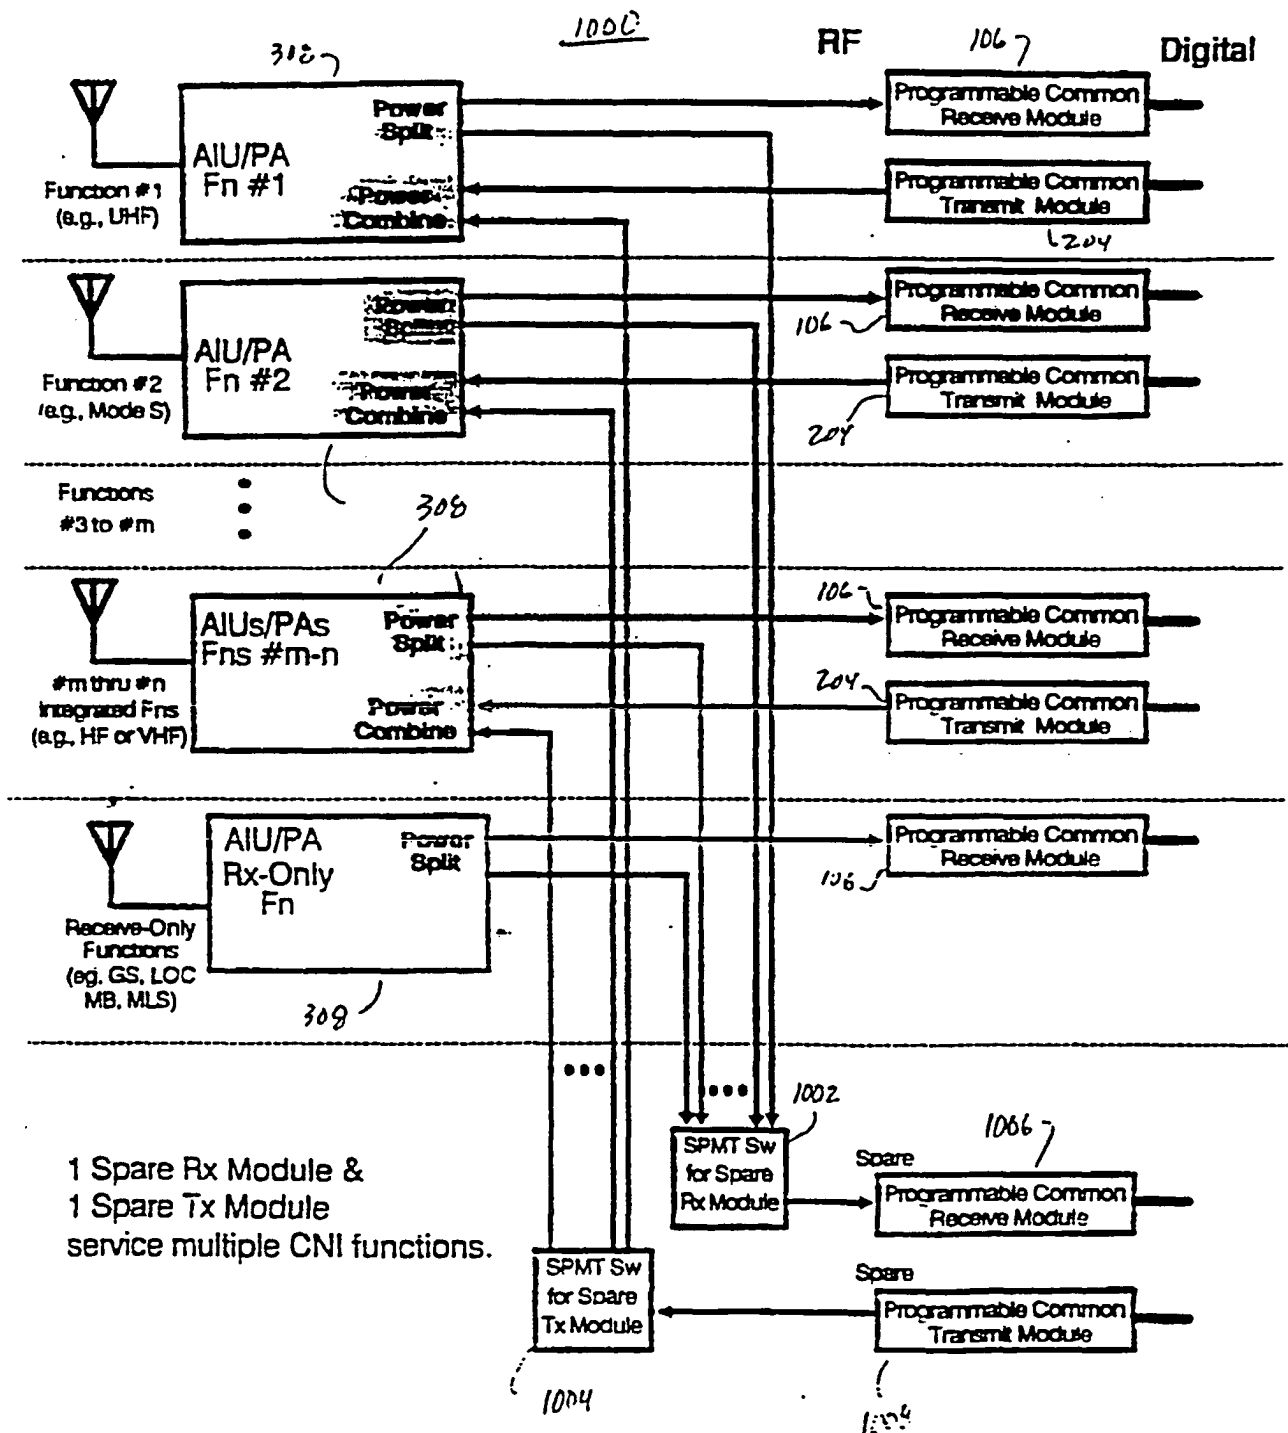 1000
308
RF
106
Digital
Power
Split
AIU/PA
Fn #1
Power
Combine
Function #1
(e.g., UHF)
Programmable Common
Receive Module
Programmable Common
Transmit Module
204
Power
AIU/PA
Fn #2
Power
Combine
Function #2
(e.g., Mode S)
Programmable Common
Receive Module
106
Programmable Common
Transmit Module
204
Functions
#3 to #m
308
AIUs/PAs
Fns #m-n
Power
Split
Power
Combine
#m thru #n
Integrated Fns
(e.g., HF or VHF)
106
Programmable Common
Receive Module
204
Programmable Common
Transmit Module
AIU/PA
Rx-Only
Fn
Power
Split
Receive-Only
Functions
(eg. GS, LOC
MB, MLS)
308
Programmable Common
Receive Module
106
1002
SPMT Sw
for Spare
Rx Module
1006
Spare
Programmable Common
Receive Module
1 Spare Rx Module &
1 Spare Tx Module
service multiple CNI functions.
SPMT Sw
for Spare
Tx Module
1004
Spare
Programmable Common
Transmit Module